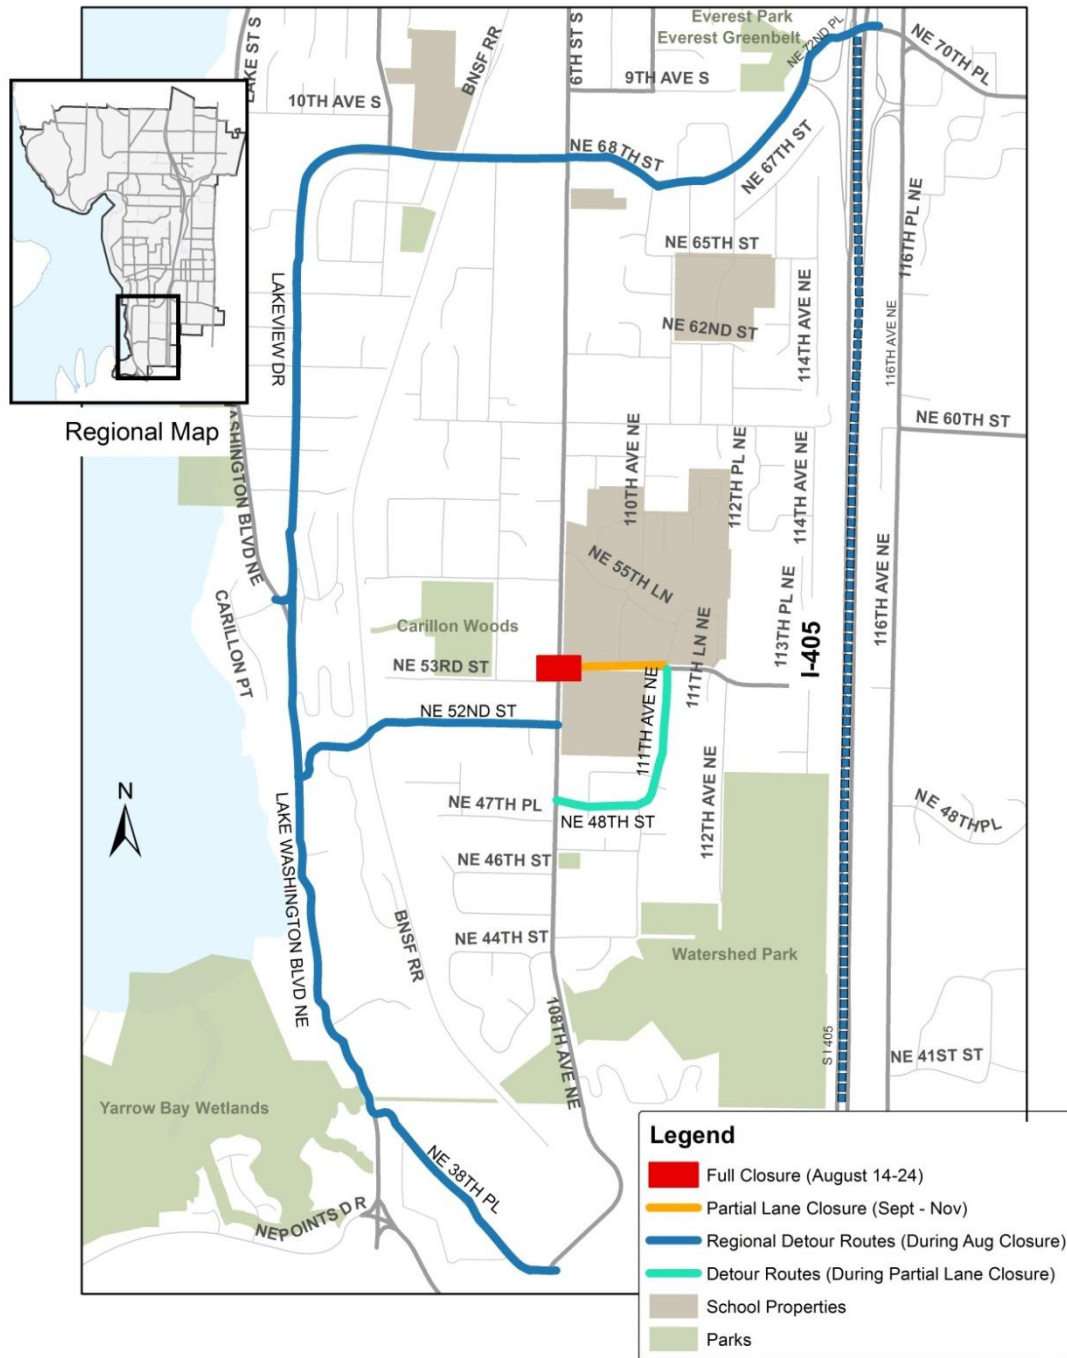 Everest Park
Everest Greenbelt
NE 72ND PL
NE 70TH PL
LAKE ST S
BNSF RR
6TH ST S
9TH AVE S
10TH AVE S
NE 68TH ST
NE 67TH ST
116TH PL NE
NE 65TH ST
LAKEVIEW DR
NE 62ND ST
114TH AVE NE
116TH AVE NE
Regional Map
NE 60TH ST
ASHINGTON BLVD NE
110TH AVE NE
112TH PL NE
114TH AVE NE
NE 55TH LN
116TH AVE NE
CARILLON PT
Carillon Woods
113TH PL NE
I-405
111TH LN NE
NE 53RD ST
NE 52ND ST
111TH AVE NE
N
NE 47TH PL
NE 48TH ST
112TH AVE NE
NE 48TH PL
LAKE WASHINGTON BLVD NE
NE 46TH ST
BNSF RR
NE 44TH ST
Watershed Park
108TH AVE NE
S I 405
NE 41ST ST
Yarrow Bay Wetlands
NE 38TH PL
NE POINTS DR
Legend
Full Closure (August 14-24)
Partial Lane Closure (Sept - Nov)
Regional Detour Routes (During Aug Closure)
Detour Routes (During Partial Lane Closure)
School Properties
Parks